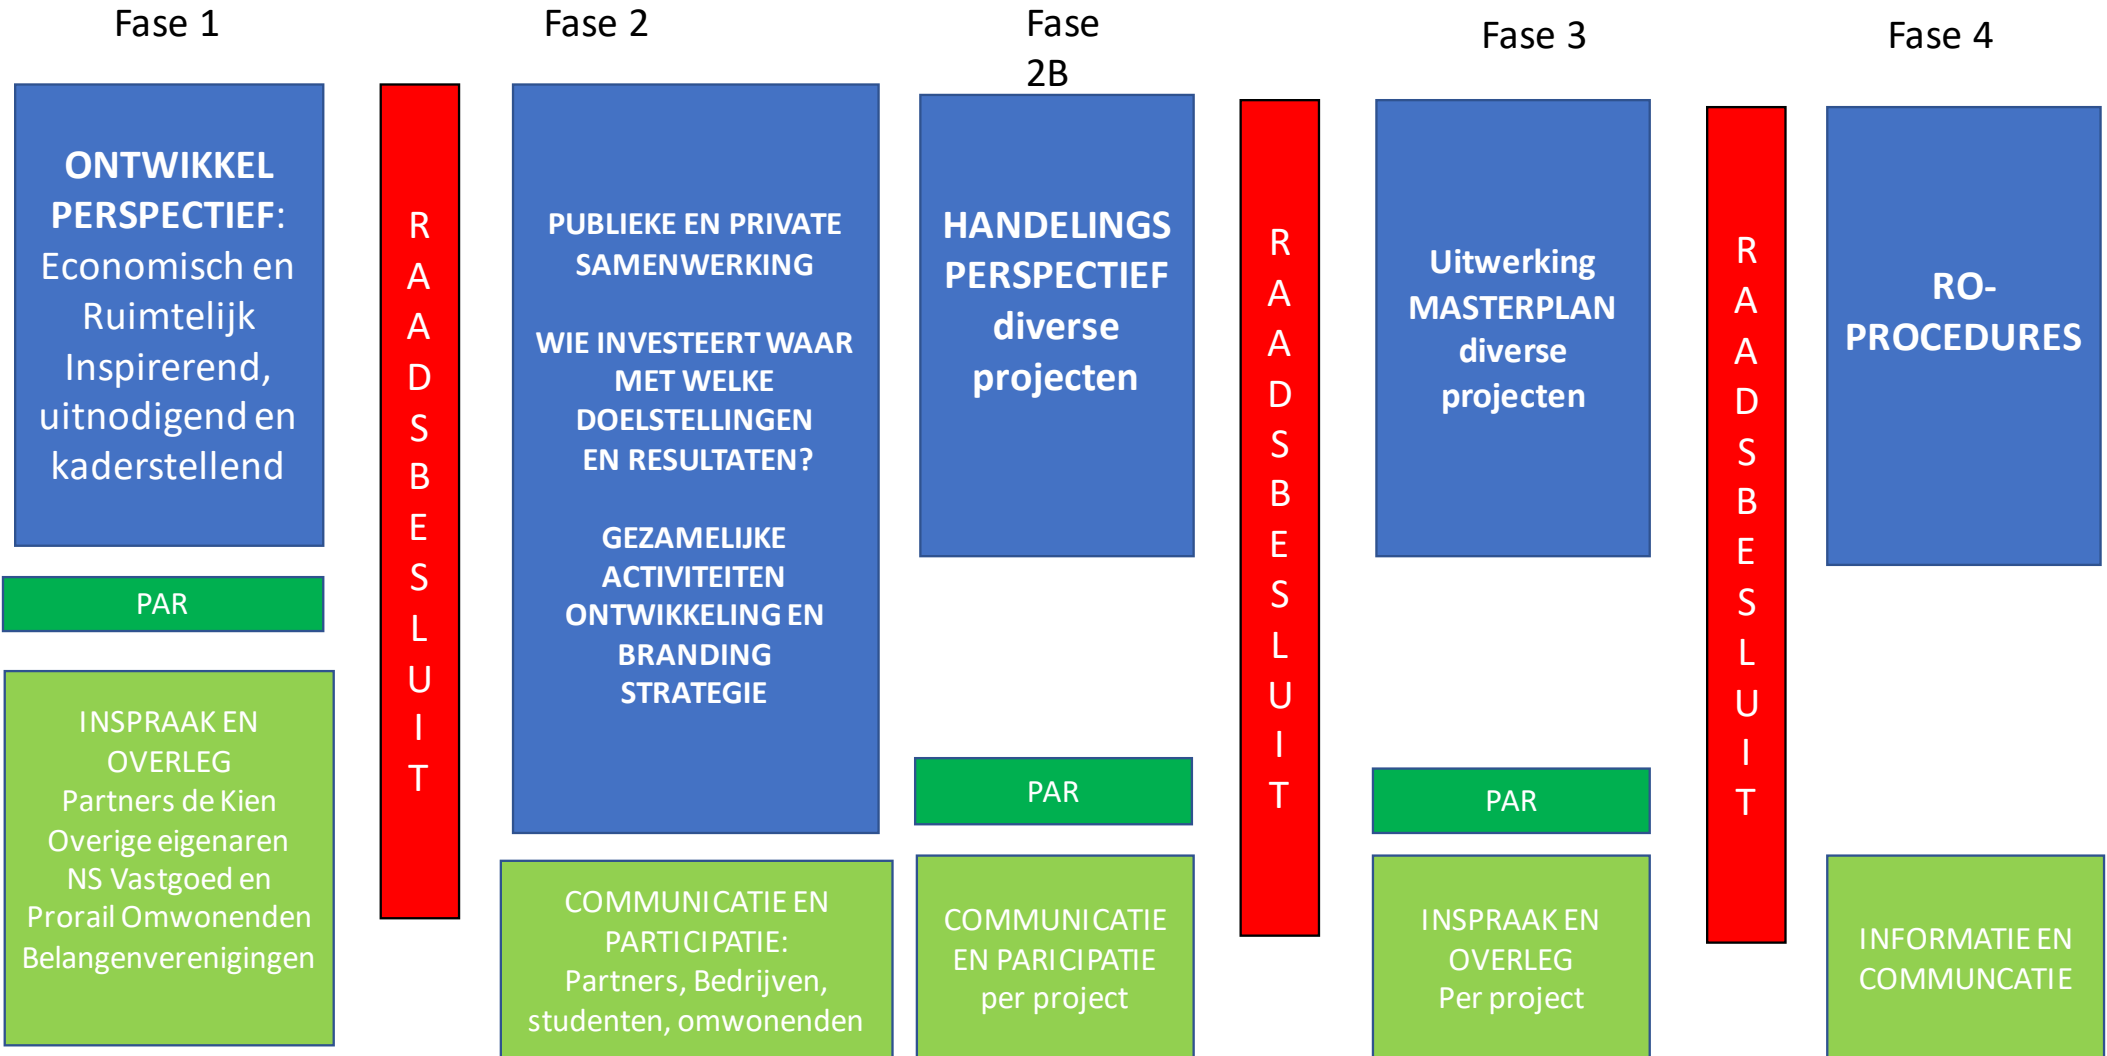 Fase 1
ONTWIKKEL
PERSPECTIEF:
Economisch en
Ruimtelijk
Inspirerend,
uitnodigend en
kaderstellend
PAR
INSPRAAK EN
OVERLEG
Partners de Kien
Overige eigenaren
NS Vastgoed en
Prorail Omwonenden
Belangenverenigingen
R
A
A
D
S
B
E
S
L
U
I
T
Fase 2
PUBLIEKE EN PRIVATE
SAMENWERKING
WIE INVESTEERT WAAR
MET WELKE
DOELSTELLINGEN
EN RESULTATEN?
GEZAMELIJKE
ACTIVITEITEN
ONTWIKKELING EN
BRANDING
STRATEGIE
COMMUNICATIE EN
PARTICIPATIE:
Partners, Bedrijven,
studenten, omwonenden
Fase
2B
HANDELINGS
PERSPECTIEF
diverse
projecten
PAR
COMMUNICATIE
EN PARICIPATIE
per project
R
A
A
D
S
B
E
S
L
U
I
T
Fase 3
Uitwerking
MASTERPLAN
diverse
projecten
PAR
INSPRAAK EN
OVERLEG
Per project
R
A
A
D
S
B
E
S
L
U
I
T
Fase 4
RO-
PROCEDURES
INFORMATIE EN
COMMUNCATIE